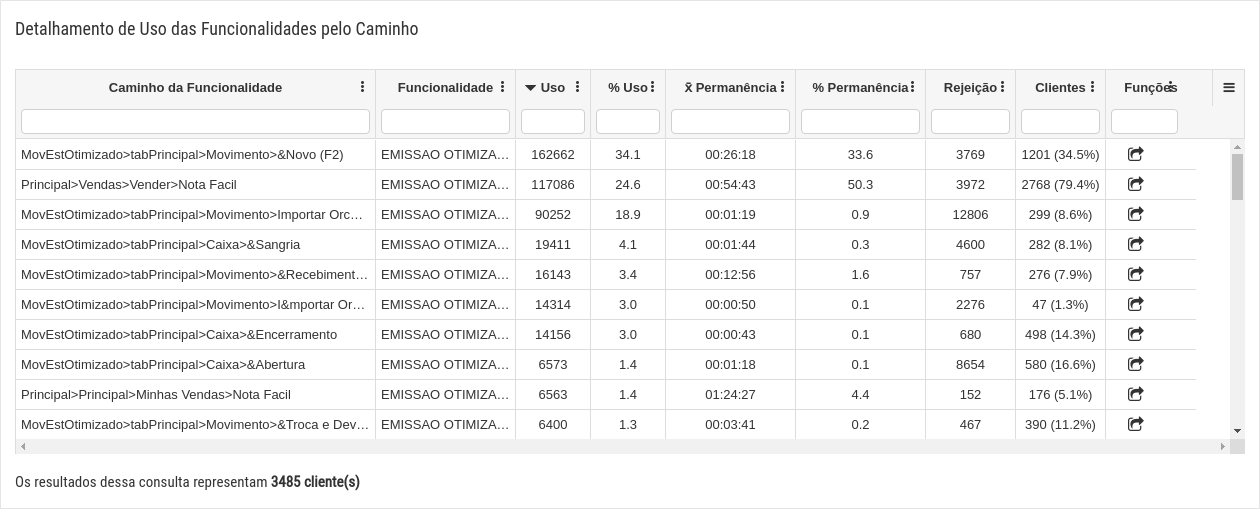 Detalhamento de Uso das Funcionalidades pelo Caminho
Caminho da Funcionalidade Funcionalidade Uso % Uso x̄ Permanência % Permanência Rejeição Clientes Funções
MovEstOtimizado>tabPrincipal>Movimento>&Novo (F2) EMISSAO OTIMIZA… 162662 34.1 00:26:18 33.6 3769 1201 (34.5%)
Principal>Vendas>Vender>Nota Facil EMISSAO OTIMIZA… 117086 24.6 00:54:43 50.3 3972 2768 (79.4%)
MovEstOtimizado>tabPrincipal>Movimento>Importar Orc… EMISSAO OTIMIZA… 90252 18.9 00:01:19 0.9 12806 299 (8.6%)
MovEstOtimizado>tabPrincipal>Caixa>&Sangria EMISSAO OTIMIZA… 19411 4.1 00:01:44 0.3 4600 282 (8.1%)
MovEstOtimizado>tabPrincipal>Movimento>&Recebiment… EMISSAO OTIMIZA… 16143 3.4 00:12:56 1.6 757 276 (7.9%)
MovEstOtimizado>tabPrincipal>Movimento>I&mportar Or… EMISSAO OTIMIZA… 14314 3.0 00:00:50 0.1 2276 47 (1.3%)
MovEstOtimizado>tabPrincipal>Caixa>&Encerramento EMISSAO OTIMIZA… 14156 3.0 00:00:43 0.1 680 498 (14.3%)
MovEstOtimizado>tabPrincipal>Caixa>&Abertura EMISSAO OTIMIZA… 6573 1.4 00:01:18 0.1 8654 580 (16.6%)
Principal>Principal>Minhas Vendas>Nota Facil EMISSAO OTIMIZA… 6563 1.4 01:24:27 4.4 152 176 (5.1%)
MovEstOtimizado>tabPrincipal>Movimento>&Troca e Dev… EMISSAO OTIMIZA… 6400 1.3 00:03:41 0.2 467 390 (11.2%)
Os resultados dessa consulta representam 3485 cliente(s)